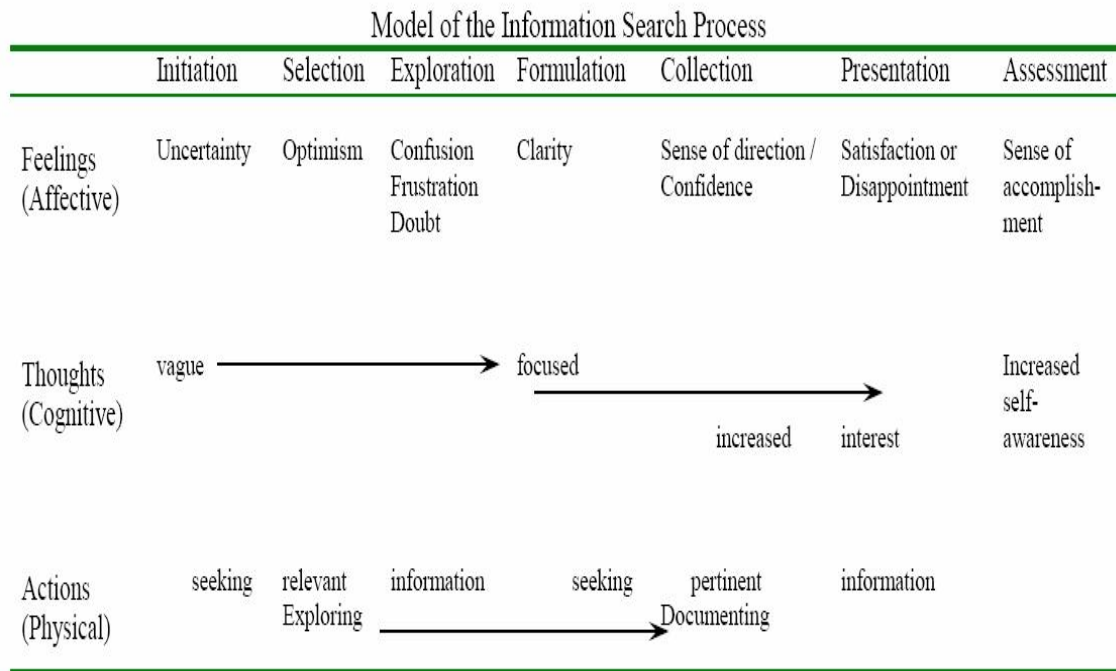 Model of the Information Search Process
Initiation Selection Exploration Formulation Collection Presentation Assessment
Feelings
(Affective)
Uncertainty
Optimism
Confusion
Frustration
Doubt
Clarity
Sense of direction /
Confidence
Satisfaction or
Disappointment
Sense of
accomplish-
ment
Thoughts
(Cognitive)
vague
focused
increased interest
Increased
self-
awareness
Actions
(Physical)
seeking relevant information seeking pertinent information
Exploring Documenting